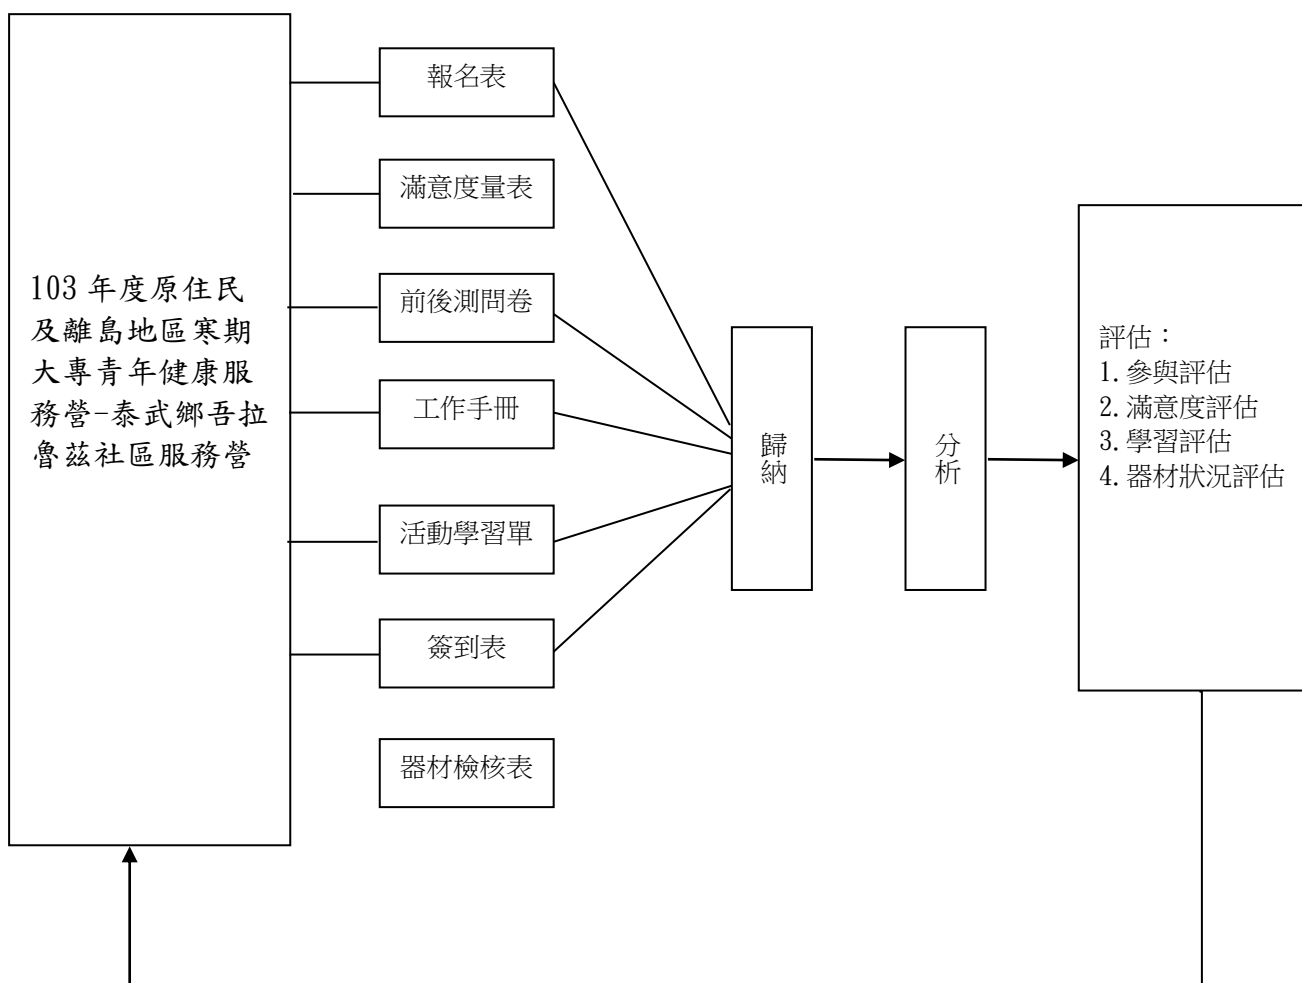 103 年度原住民
及離島地區寒期
大專青年健康服
務營-泰武鄉吾拉
魯茲社區服務營
報名表
滿意度量表
前後測問卷
工作手冊
活動學習單
簽到表
器材檢核表
歸納
分析
評估：
1.參與評估
2.滿意度評估
3.學習評估
4.器材狀況評估